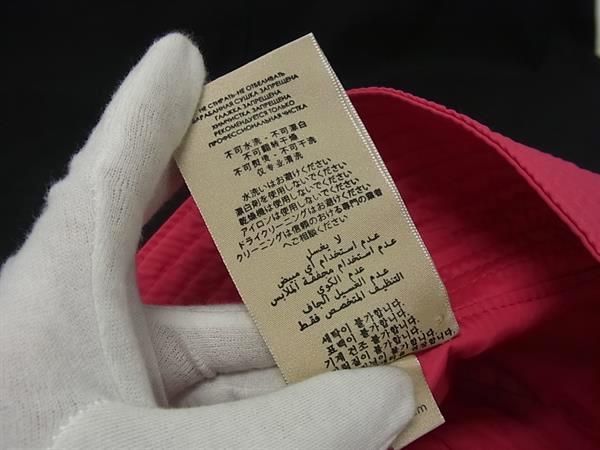 НЕ СТИРАТЬ·НЕ ОТБЕЛИВАТЬ
БАРАБАННАЯ СУШКА ЗАПРЕЩЕНА
ГЛАЖКА ЗАПРЕЩЕНА
ХИМЧИСТКА ЗАПРЕЩЕНА
РЕКОМЕНДУЕТСЯ ТОЛЬКО
ПРОФЕССИОНАЛЬНАЯ ЧИСТКА
不可水洗·不可漂白
不可翻转干燥
不可熨烫·不可干洗
仅专业清洗
水洗いはお避けください
漂白剤を使用しないでください
乾燥機は使用しないでください
アイロンは使用しないでください
ドライクリーニングはお避けください
クリーニングは信頼のおける専門の業者
へご相談ください
لا يغسل
عدم استخدام أي مبيض
عدم استخدام مجففة الملابس
عدم الكوي
عدم الغسيل الجاف
التنظيف المتخصص فقط
세탁이 불가합니다.
표백이 불가합니다.
기계 건조 불가합니다.
불가합니다.
m